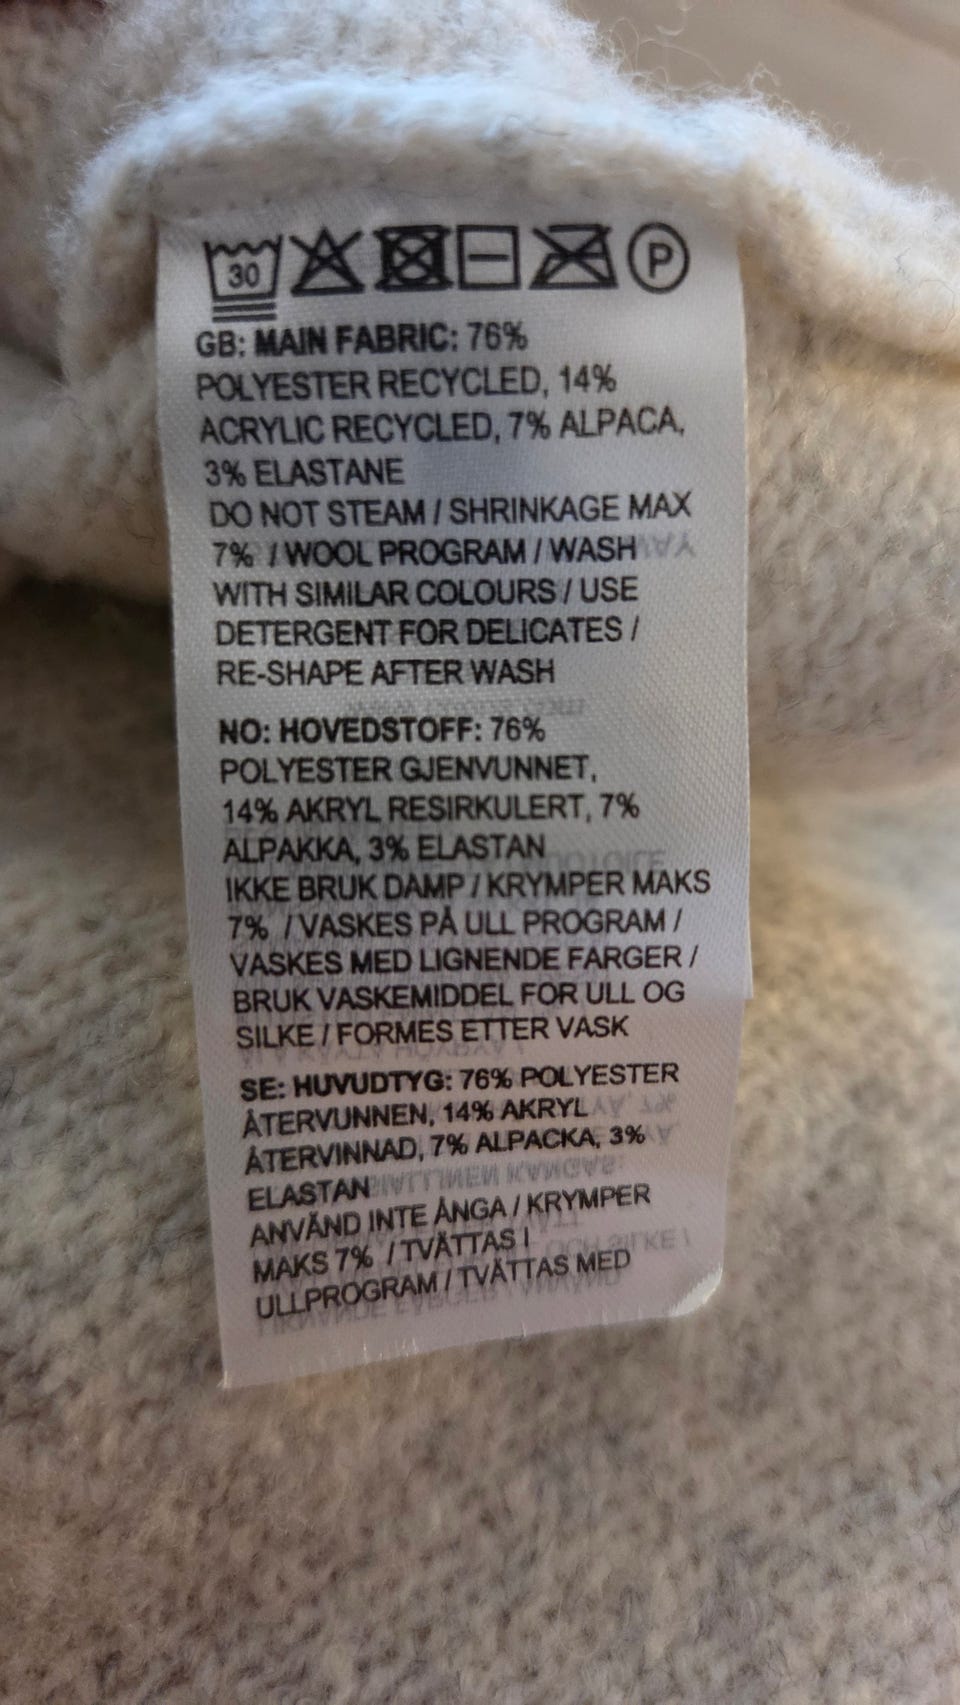 30 P
GB: MAIN FABRIC: 76%
POLYESTER RECYCLED, 14%
ACRYLIC RECYCLED, 7% ALPACA,
3% ELASTANE
DO NOT STEAM / SHRINKAGE MAX
7% / WOOL PROGRAM / WASH
WITH SIMILAR COLOURS / USE
DETERGENT FOR DELICATES /
RE-SHAPE AFTER WASH
NO: HOVEDSTOFF: 76%
POLYESTER GJENVUNNET,
14% AKRYL RESIRKULERT, 7%
ALPAKKA, 3% ELASTAN
IKKE BRUK DAMP / KRYMPER MAKS
7% / VASKES PÅ ULL PROGRAM /
VASKES MED LIGNENDE FARGER /
BRUK VASKEMIDDEL FOR ULL OG
SILKE / FORMES ETTER VASK
SE: HUVUDTYG: 76% POLYESTER
ÅTERVUNNEN, 14% AKRYL
ÅTERVINNAD, 7% ALPACKA, 3%
ELASTAN
ANVÄND INTE ÅNGA / KRYMPER
MAKS 7% / TVÄTTAS I
ULLPROGRAM / TVÄTTAS MED